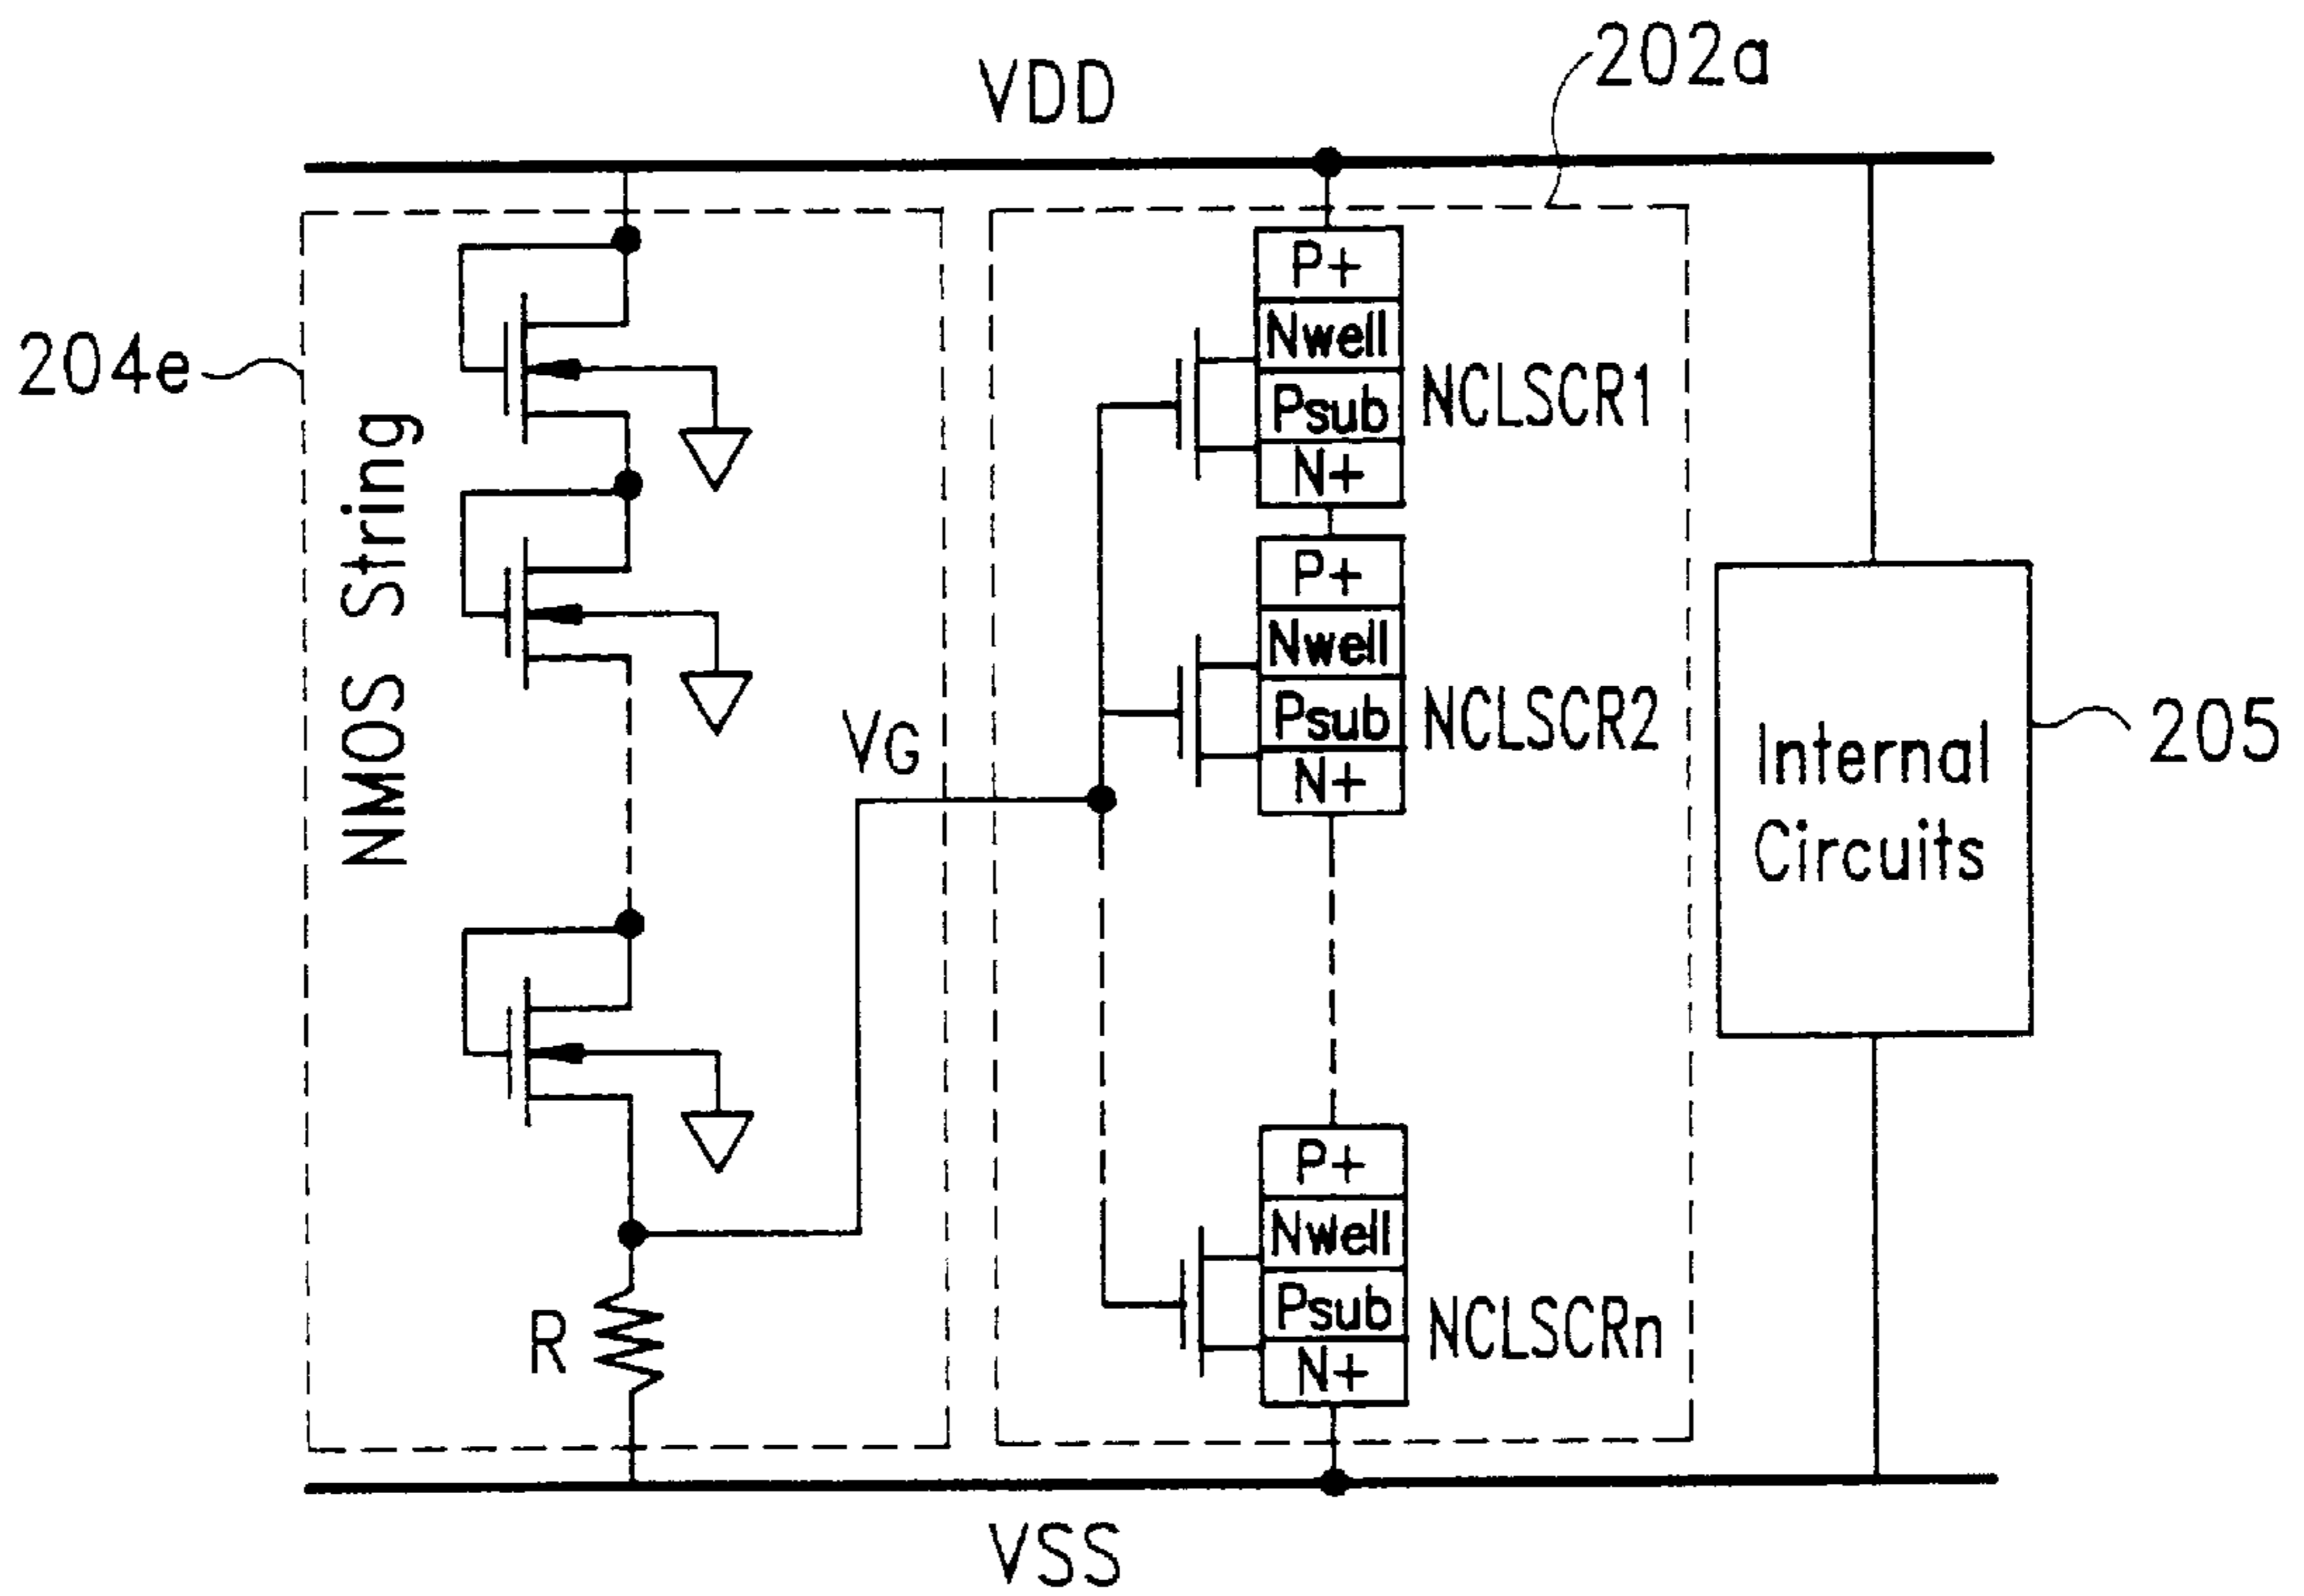 202a
VDD
204e
NMOS String
P+
Nwell
Psub
N+
NCLSCR1
P+
Nwell
Psub
N+
NCLSCR2
VG
Internal
Circuits
205
P+
Nwell
Psub
N+
NCLSCRn
R
VSS